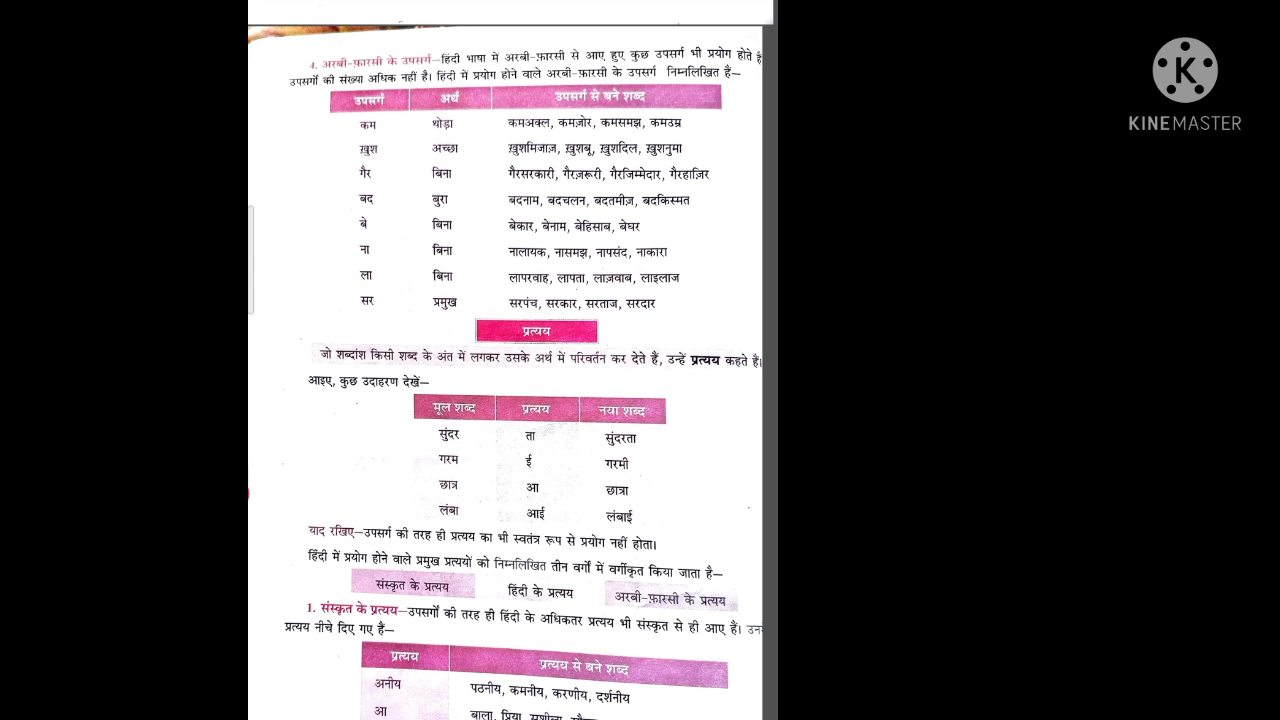 4. अरबी-फ़ारसी के उपसर्ग—हिंदी भाषा में अरबी-फ़ारसी से आए हुए कुछ उपसर्ग भी प्रयोग होते है
उपसर्गों की संख्या अधिक नहीं है। हिंदी में प्रयोग होने वाले अरबी-फ़ारसी के उपसर्ग निम्नलिखित हैं—
उपसर्ग अर्थ उपसर्ग से बने शब्द
कम थोड़ा कमअक्ल, कमज़ोर, कमसमझ, कमउम्र
ख़ुश अच्छा ख़ुशमिजाज़, ख़ुशबू, ख़ुशदिल, ख़ुशनुमा
गैर बिना गैरसरकारी, गैरज़रूरी, गैरजिम्मेदार, गैरहाज़िर
बद बुरा बदनाम, बदचलन, बदतमीज़, बदकिस्मत
बे बिना बेकार, बेनाम, बेहिसाब, बेघर
ना बिना नालायक, नासमझ, नापसंद, नाकारा
ला बिना लापरवाह, लापता, लाज़वाब, लाइलाज
सर प्रमुख सरपंच, सरकार, सरताज, सरदार
प्रत्यय
जो शब्दांश किसी शब्द के अंत में लगकर उसके अर्थ में परिवर्तन कर देते हैं, उन्हें प्रत्यय कहते हैं।
आइए, कुछ उदाहरण देखें—
मूल शब्द प्रत्यय नया शब्द
सुंदर ता सुंदरता
गरम ई गरमी
छात्र आ छात्रा
लंबा आई लंबाई
याद रखिए—उपसर्ग की तरह ही प्रत्यय का भी स्वतंत्र रूप से प्रयोग नहीं होता।
हिंदी में प्रयोग होने वाले प्रमुख प्रत्ययों को निम्नलिखित तीन वर्गों में वर्गीकृत किया जाता है—
संस्कृत के प्रत्यय हिंदी के प्रत्यय अरबी-फ़ारसी के प्रत्यय
1. संस्कृत के प्रत्यय—उपसर्गों की तरह ही हिंदी के अधिकतर प्रत्यय भी संस्कृत से ही आए हैं।
प्रत्यय नीचे दिए गए हैं—
प्रत्यय प्रत्यय से बने शब्द
अनीय पठनीय, कमनीय, करणीय, दर्शनीय
आ बाला, प्रिया,
K
KINEMASTER